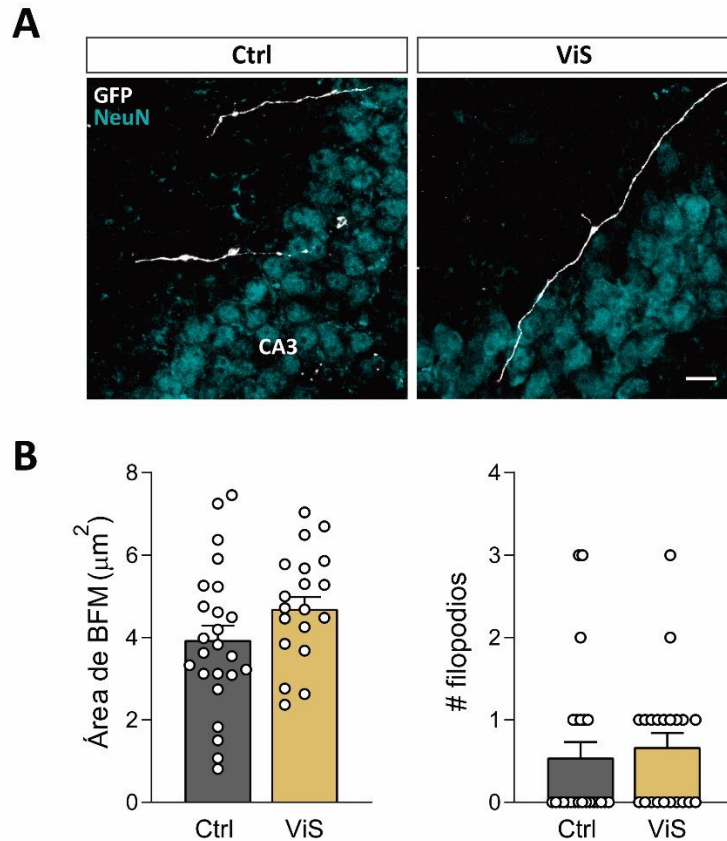 A
Ctrl
ViS
GFP
NeuN
CA3
B
Área de BFM (μm²)
8
6
4
2
0
Ctrl
ViS
# filopodios
4
3
2
1
0
Ctrl
ViS